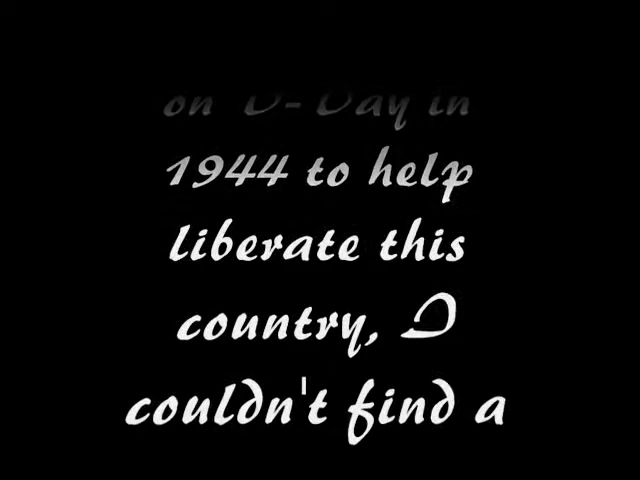 on D-Day in
1944 to help
liberate this
country, I
couldn't find a